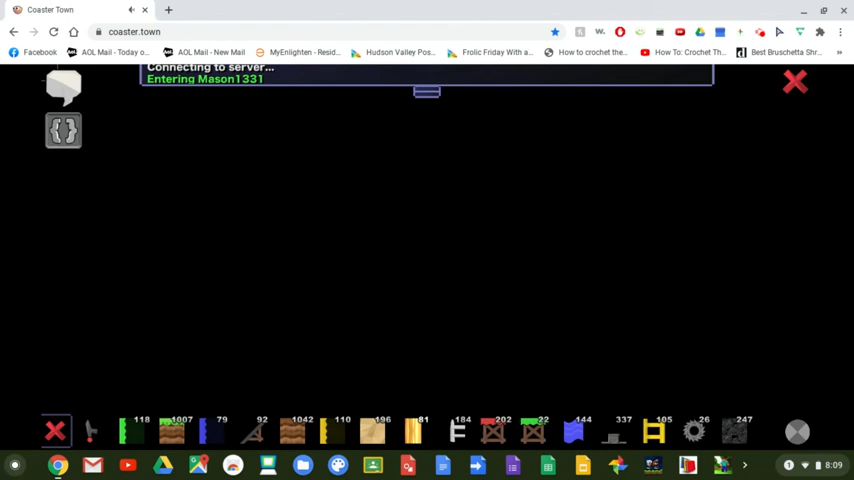 Coaster Town
coaster.town
Facebook
AOL Mail - Today o...
AOL Mail - New Mail
MyEnlighten - Resid...
Hudson Valley Pos...
Frolic Friday With a...
How to crochet the...
How To: Crochet Th...
Best Bruschetta Shr...
Connecting to server...
Entering Mason1331
118 1007 79 92 1042 110 196 81 184 202 22 144 337 105 26 247
1 8:09